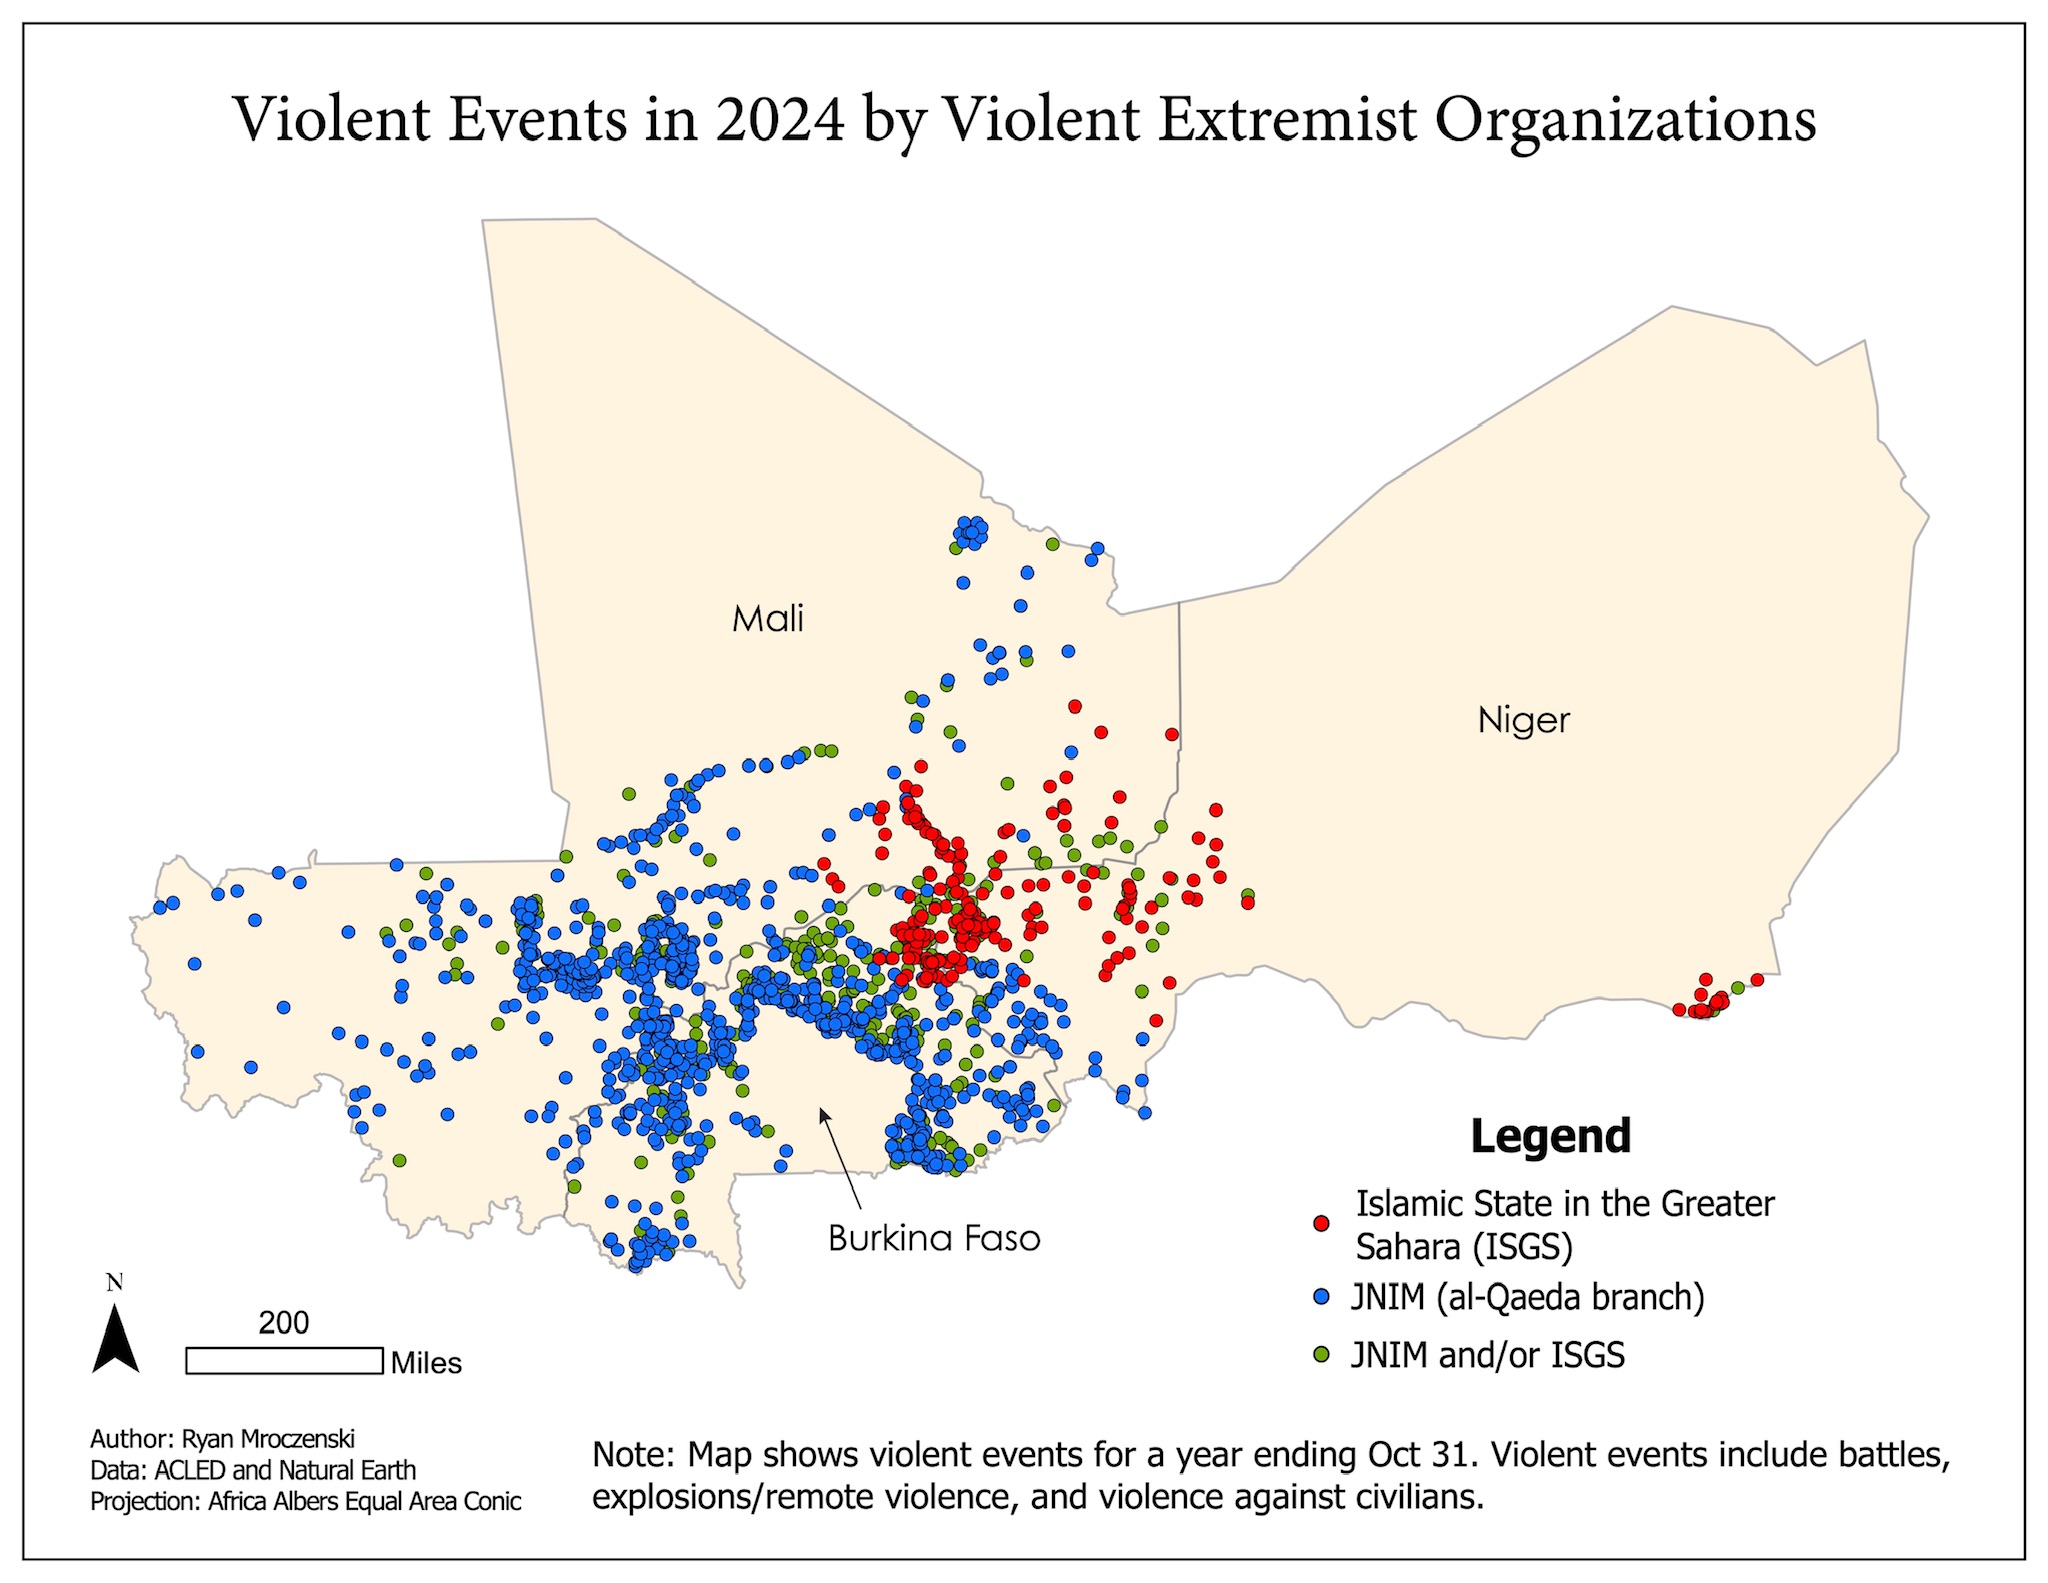 Violent Events in 2024 by Violent Extremist Organizations
Mali
Niger
Burkina Faso
Legend
Islamic State in the Greater
Sahara (ISGS)
JNIM (al-Qaeda branch)
JNIM and/or ISGS
N
200
Miles
Author: Ryan Mroczenski
Data: ACLED and Natural Earth
Projection: Africa Albers Equal Area Conic
Note: Map shows violent events for a year ending Oct 31. Violent events include battles,
explosions/remote violence, and violence against civilians.